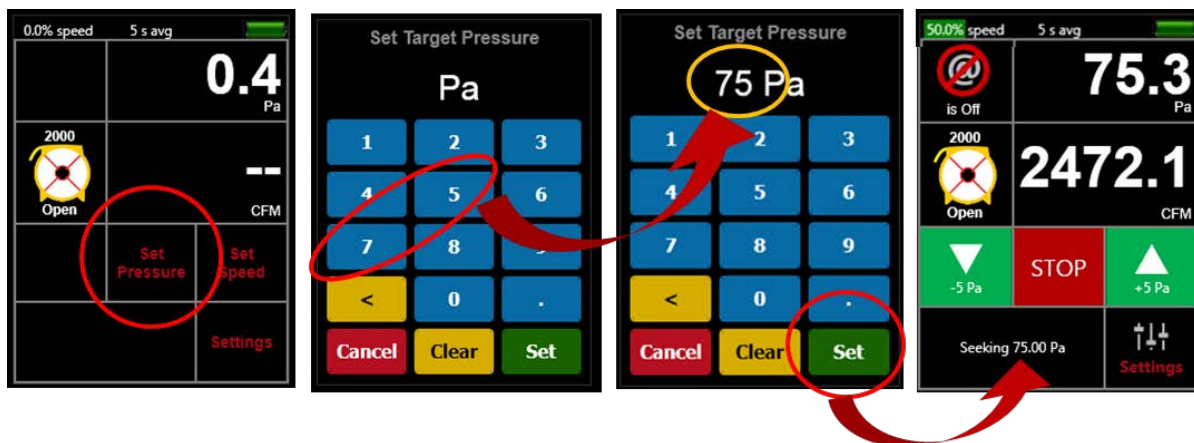 0.0% speed 5 s avg
0.4
Pa
2000
Open
--
CFM
Set
Pressure
Set
Speed
Settings
Set Target Pressure
Pa
1 2 3
4 5 6
7 8
< 0 .
Cancel Clear Set
Set Target Pressure
75 Pa
1 2 3
4 5 6
7 8 9
< 0 .
Cancel Clear Set
50.0% speed 5 s avg
@
is Off
75.3
Pa
2000
Open
2472.1
CFM
-5 Pa
STOP
+5 Pa
Seeking 75.00 Pa
Settings